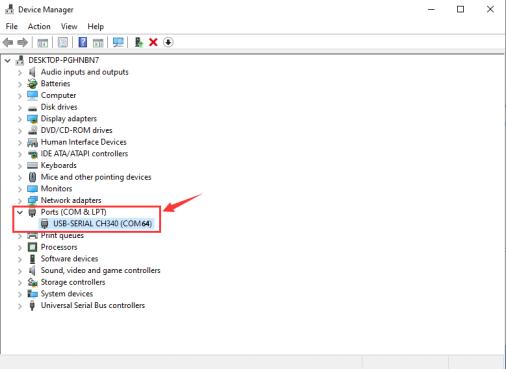 Device Manager
File Action View Help
DESKTOP-PGHNBN7
Audio inputs and outputs
Batteries
Computer
Disk drives
Display adapters
DVD/CD-ROM drives
Human Interface Devices
IDE ATA/ATAPI controllers
Keyboards
Mice and other pointing devices
Monitors
Network adapters
Ports (COM & LPT)
USB-SERIAL CH340 (COM64)
Print queues
Processors
Software devices
Sound, video and game controllers
Storage controllers
System devices
Universal Serial Bus controllers